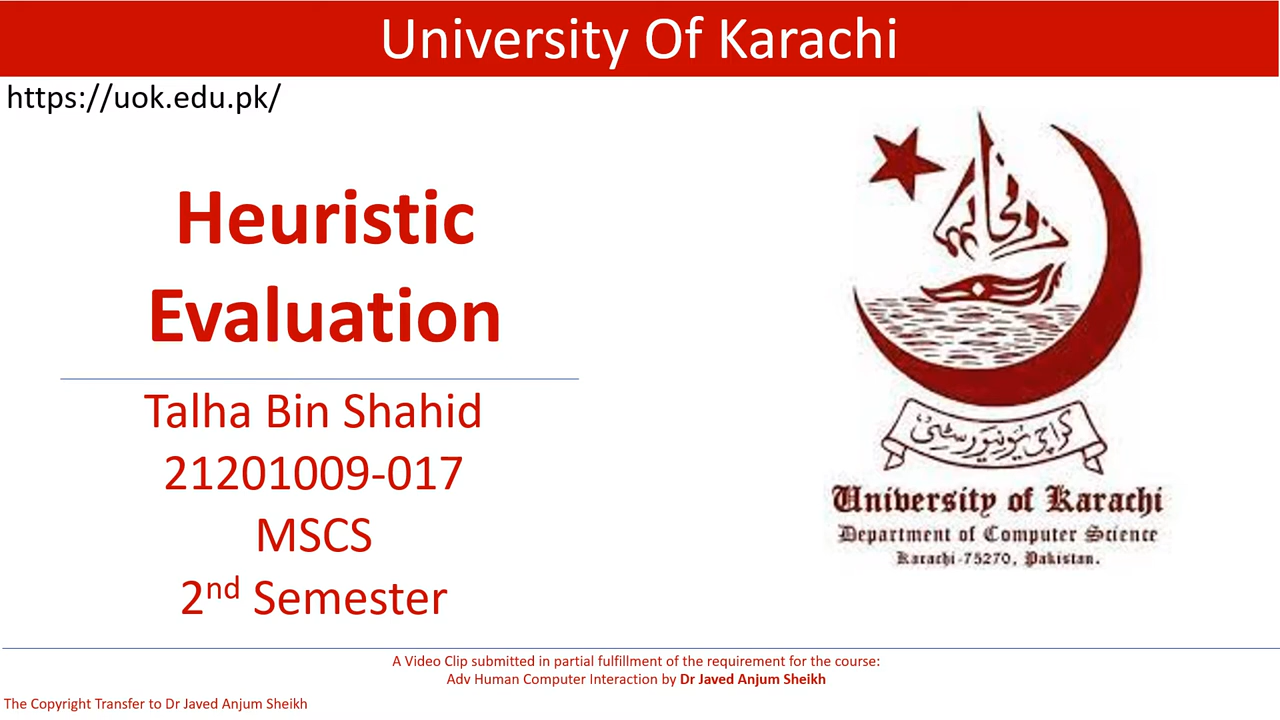 University Of Karachi
https://uok.edu.pk/
Heuristic
Evaluation
Talha Bin Shahid
21201009-017
MSCS
2nd Semester
کراچی یونیورسٹی
University of Karachi
Department of Computer Science
Karachi-75270, Pakistan.
A Video Clip submitted in partial fulfillment of the requirement for the course:
Adv Human Computer Interaction by Dr Javed Anjum Sheikh
The Copyright Transfer to Dr Javed Anjum Sheikh